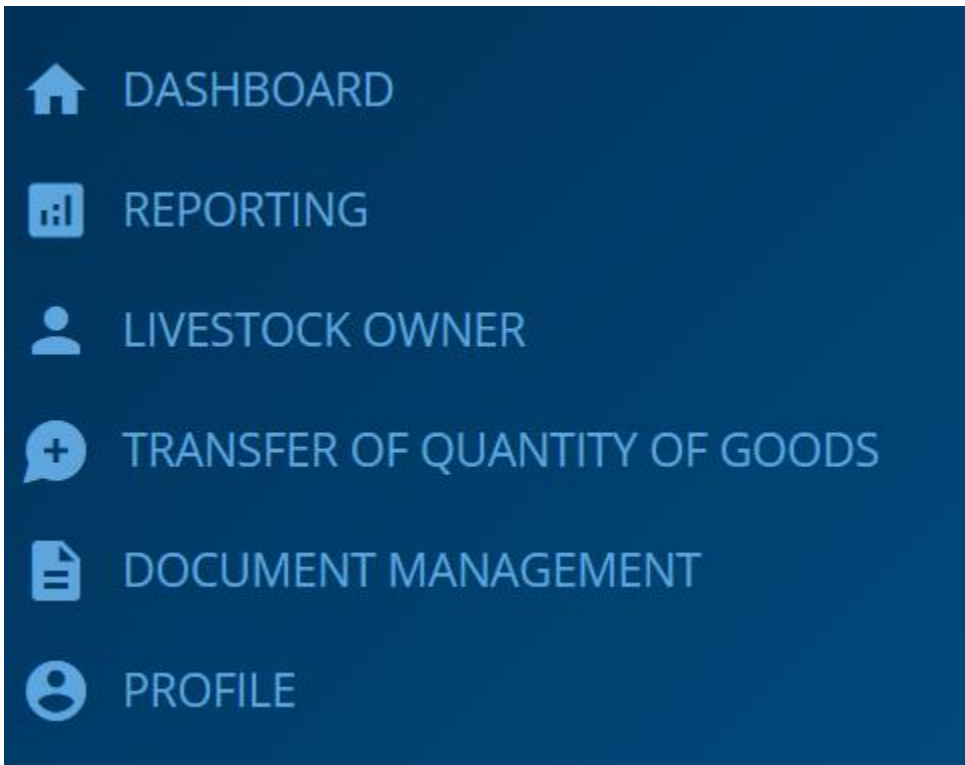 DASHBOARD
REPORTING
LIVESTOCK OWNER
TRANSFER OF QUANTITY OF GOODS
DOCUMENT MANAGEMENT
PROFILE